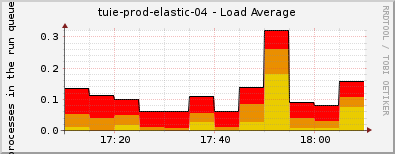 tuie-prod-elastic-04 - Load Average
processes in the run queue
0.3
0.2
0.1
0.0
17:20
17:40
18:00
RRDTOOL / TOBI OETIKER